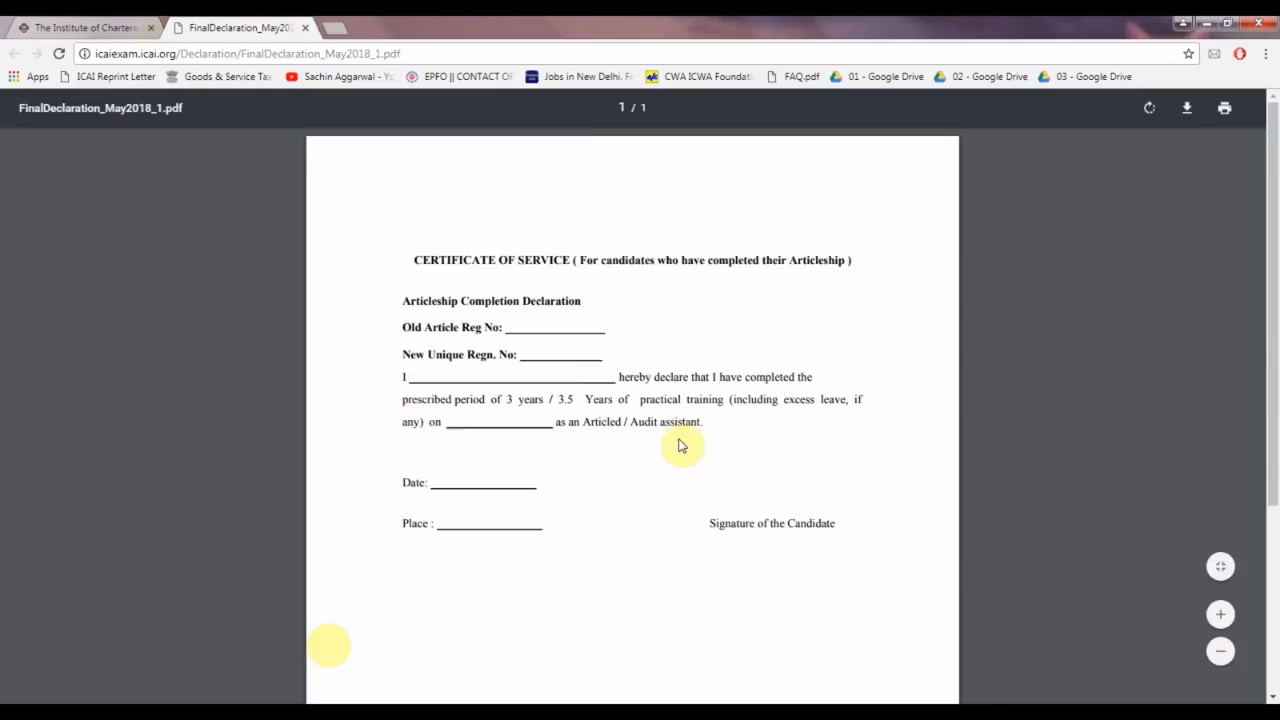 The Institute of Chartere
FinalDeclaration_May201
icaiexam.icai.org/Declaration/FinalDeclaration_May2018_1.pdf
Apps ICAI Reprint Letter Goods & Service Tax Sachin Aggarwal - Yo EPFO || CONTACT OF Jobs in New Delhi. Fi CWA ICWA Foundati FAQ.pdf 01 - Google Drive 02 - Google Drive 03 - Google Drive
FinalDeclaration_May2018_1.pdf 1 / 1
CERTIFICATE OF SERVICE ( For candidates who have completed their Articleship )
Articleship Completion Declaration
Old Article Reg No: ________________
New Unique Regn. No: _____________
I _________________________________ hereby declare that I have completed the
prescribed period of 3 years / 3.5 Years of practical training (including excess leave, if
any) on _________________ as an Articled / Audit assistant.
Date: _________________
Place : _________________ Signature of the Candidate